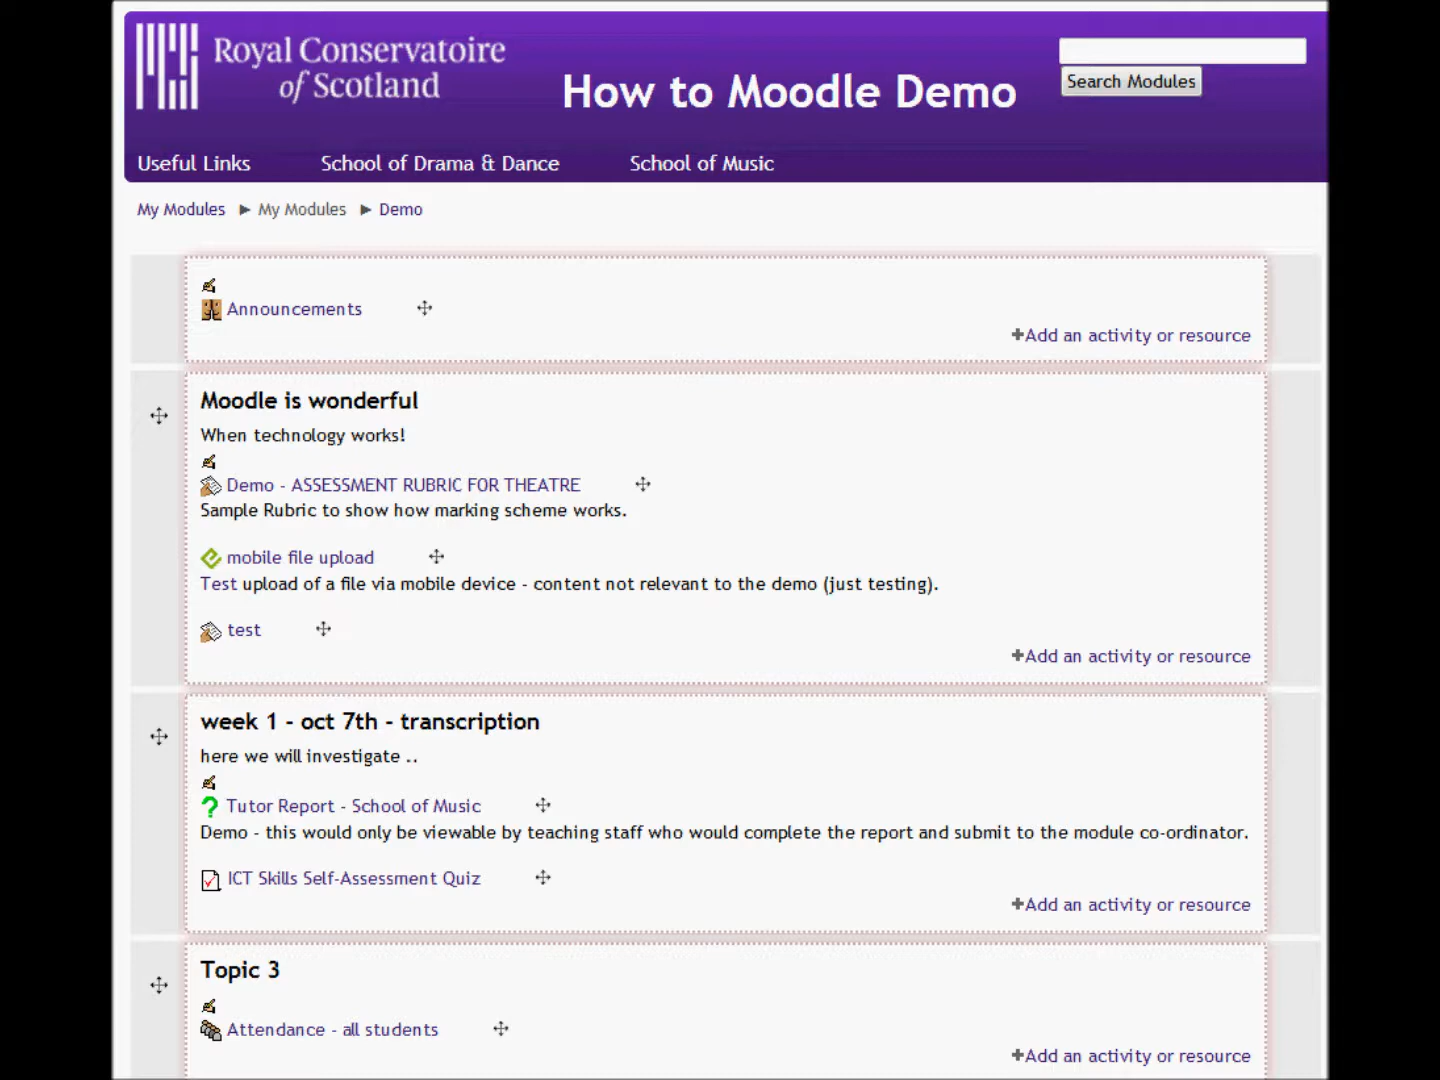 Royal Conservatoire
of Scotland
How to Moodle Demo
Search Modules
Useful Links School of Drama & Dance School of Music
My Modules ► My Modules ► Demo
Announcements
+Add an activity or resource
Moodle is wonderful
When technology works!
Demo - ASSESSMENT RUBRIC FOR THEATRE
Sample Rubric to show how marking scheme works.
mobile file upload
Test upload of a file via mobile device - content not relevant to the demo (just testing).
test
+Add an activity or resource
week 1 - oct 7th - transcription
here we will investigate ..
Tutor Report - School of Music
Demo - this would only be viewable by teaching staff who would complete the report and submit to the module co-ordinator.
ICT Skills Self-Assessment Quiz
+Add an activity or resource
Topic 3
Attendance - all students
+Add an activity or resource